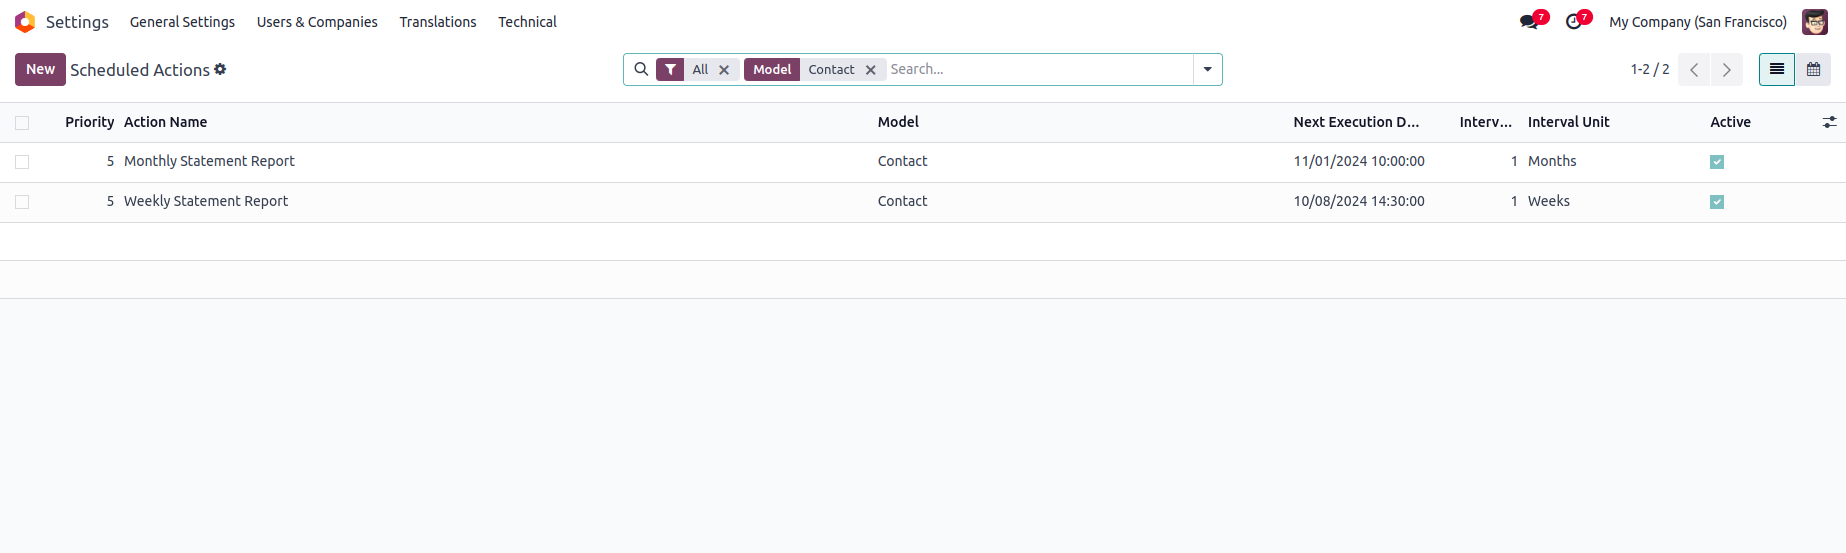 Settings General Settings Users & Companies Translations Technical 7 7 My Company (San Francisco)
New Scheduled Actions All Model Contact Search... 1-2 / 2
Priority Action Name Model Next Execution D... Interv... Interval Unit Active
5 Monthly Statement Report Contact 11/01/2024 10:00:00 1 Months
5 Weekly Statement Report Contact 10/08/2024 14:30:00 1 Weeks